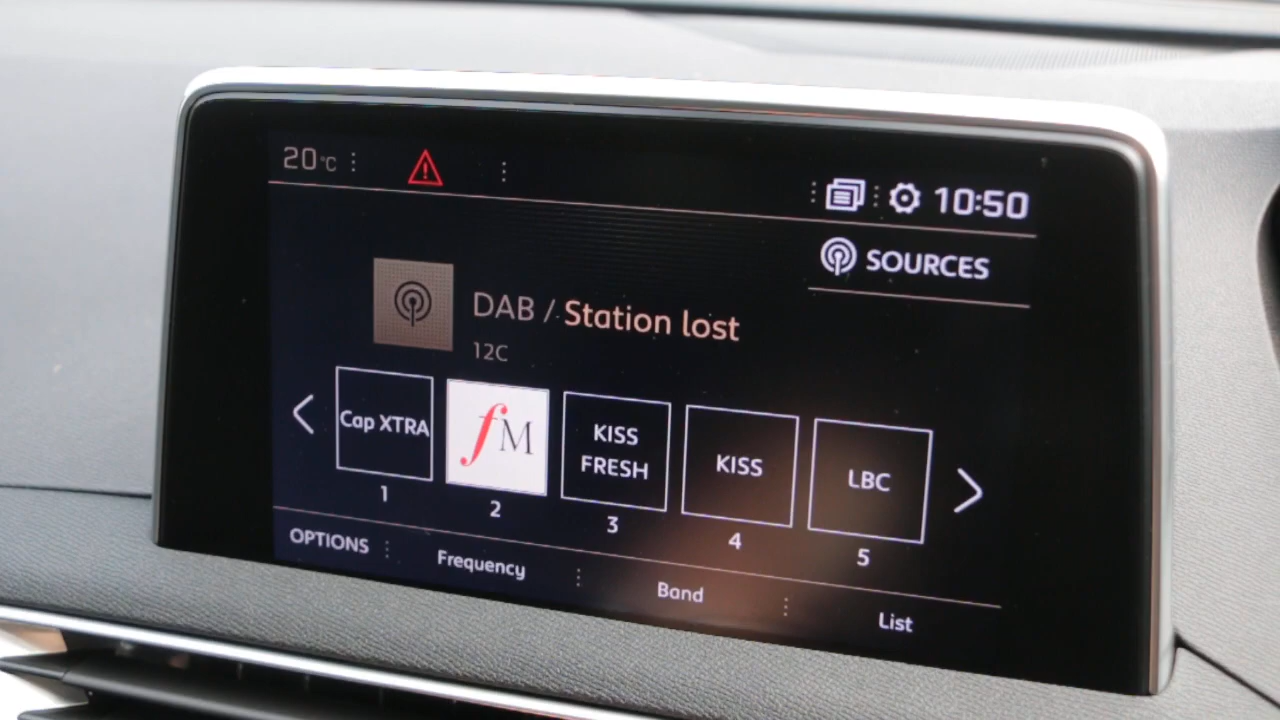 20°C
10:50
SOURCES
DAB / Station lost
12C
Cap XTRA
fM
KISS
FRESH
KISS
LBC
1
2
3
4
5
OPTIONS
Frequency
Band
List